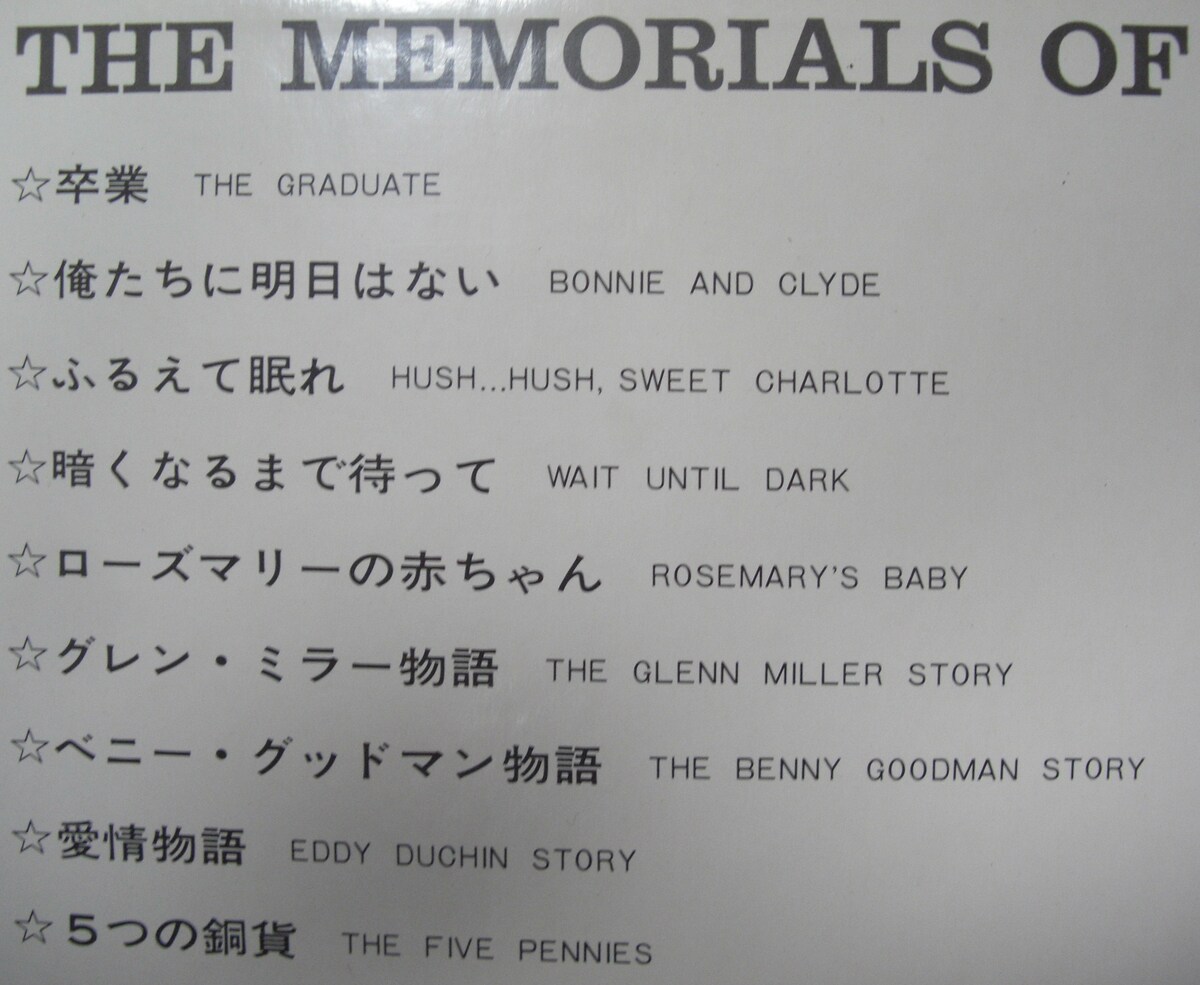 THE MEMORIALS OF
☆卒業 THE GRADUATE
☆俺たちに明日はない BONNIE AND CLYDE
☆ふるえて眠れ HUSH...HUSH, SWEET CHARLOTTE
☆暗くなるまで待って WAIT UNTIL DARK
☆ローズマリーの赤ちゃん ROSEMARY'S BABY
☆グレン・ミラー物語 THE GLENN MILLER STORY
☆ベニー・グッドマン物語 THE BENNY GOODMAN STORY
☆愛情物語 EDDY DUCHIN STORY
☆5つの銅貨 THE FIVE PENNIES